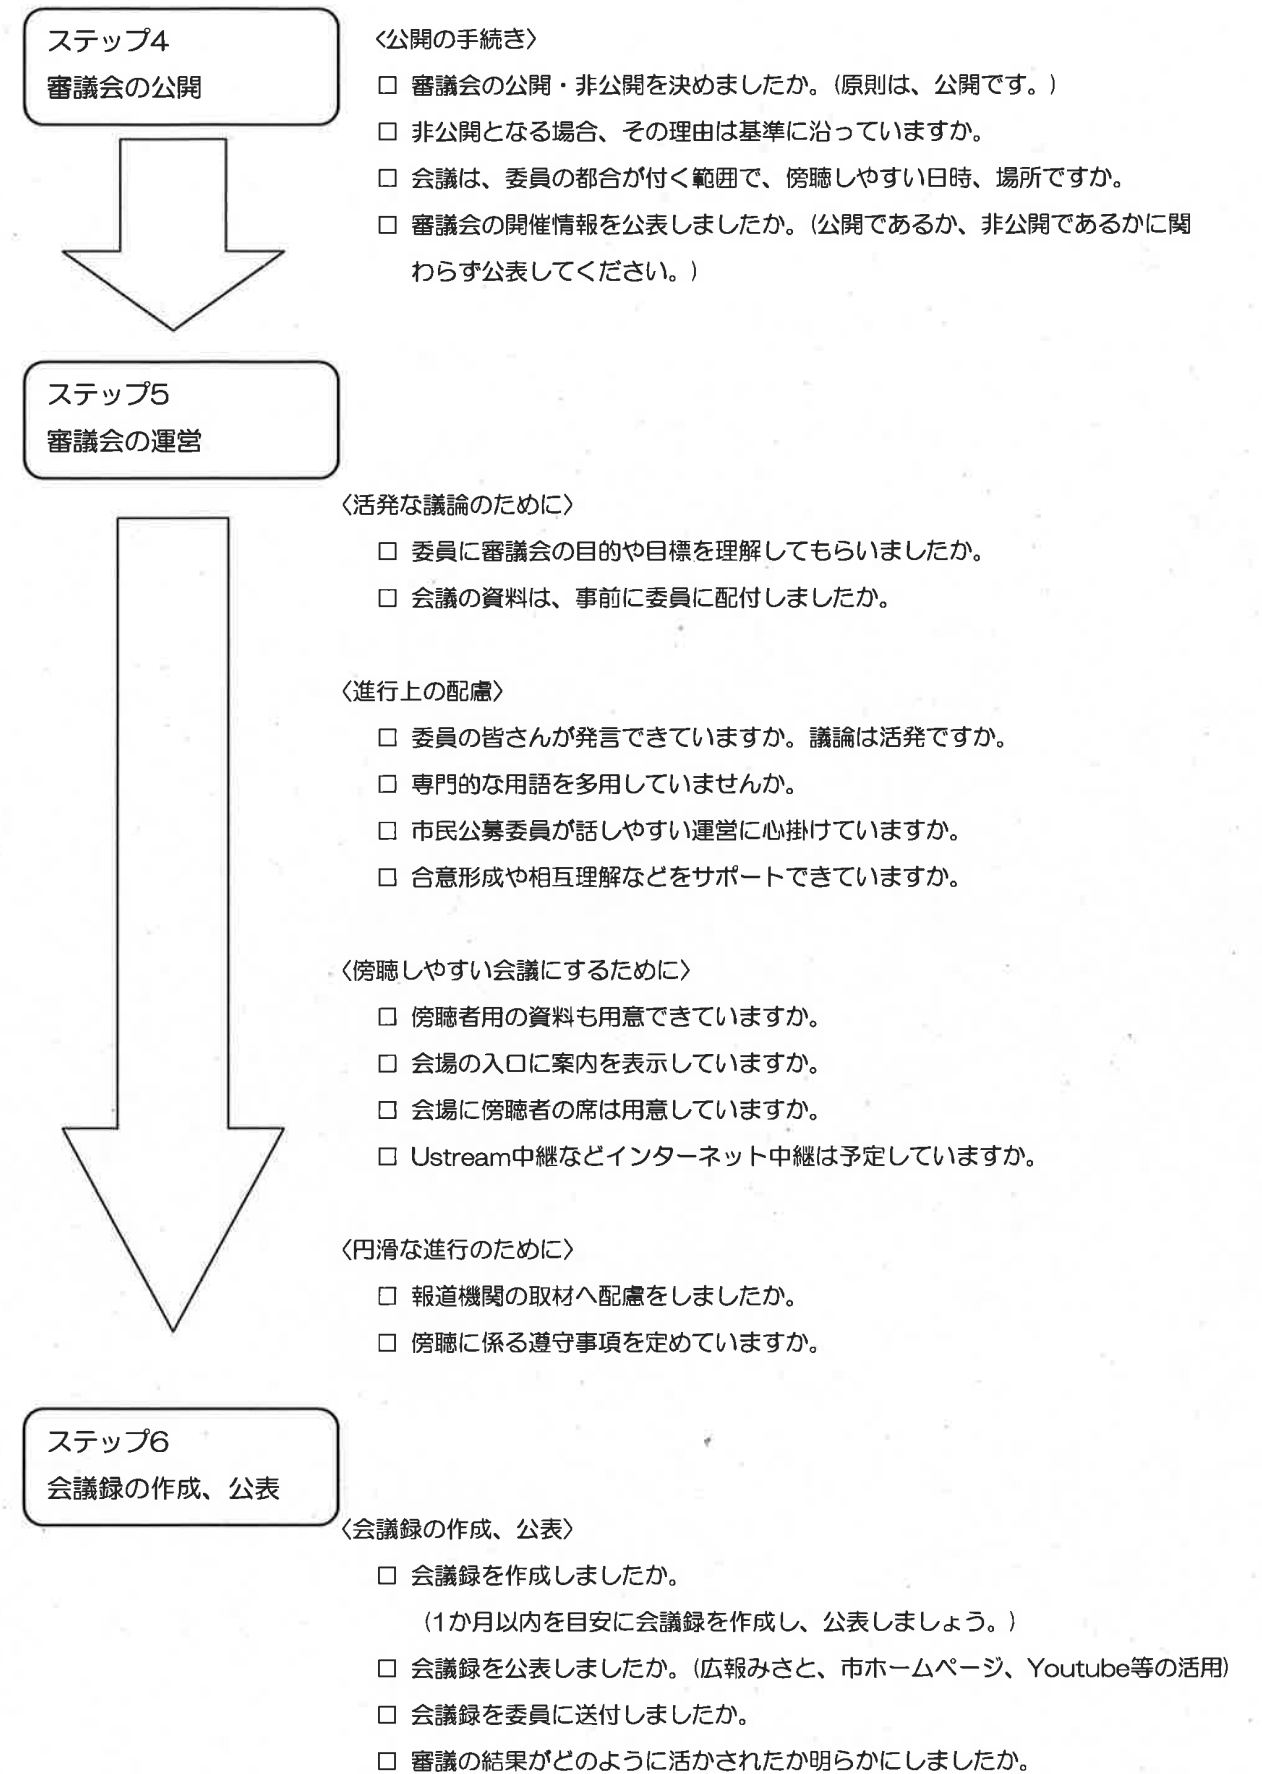 ステップ4
審議会の公開
〈公開の手続き〉
□ 審議会の公開・非公開を決めましたか。(原則は、公開です。)
□ 非公開となる場合、その理由は基準に沿っていますか。
□ 会議は、委員の都合が付く範囲で、傍聴しやすい日時、場所ですか。
□ 審議会の開催情報を公表しましたか。(公開であるか、非公開であるかに関
わらず公表してください。)
ステップ5
審議会の運営
〈活発な議論のために〉
□ 委員に審議会の目的や目標を理解してもらいましたか。
□ 会議の資料は、事前に委員に配付しましたか。
〈進行上の配慮〉
□ 委員の皆さんが発言できていますか。議論は活発ですか。
□ 専門的な用語を多用していませんか。
□ 市民公募委員が話しやすい運営に心掛けていますか。
□ 合意形成や相互理解などをサポートできていますか。
〈傍聴しやすい会議にするために〉
□ 傍聴者用の資料も用意できていますか。
□ 会場の入口に案内を表示していますか。
□ 会場に傍聴者の席は用意していますか。
□ Ustream中継などインターネット中継は予定していますか。
〈円滑な進行のために〉
□ 報道機関の取材へ配慮をしましたか。
□ 傍聴に係る遵守事項を定めていますか。
ステップ6
会議録の作成、公表
〈会議録の作成、公表〉
□ 会議録を作成しましたか。
(1か月以内を目安に会議録を作成し、公表しましょう。)
□ 会議録を公表しましたか。(広報みさと、市ホームページ、Youtube等の活用)
□ 会議録を委員に送付しましたか。
□ 審議の結果がどのように活かされたか明らかにしましたか。